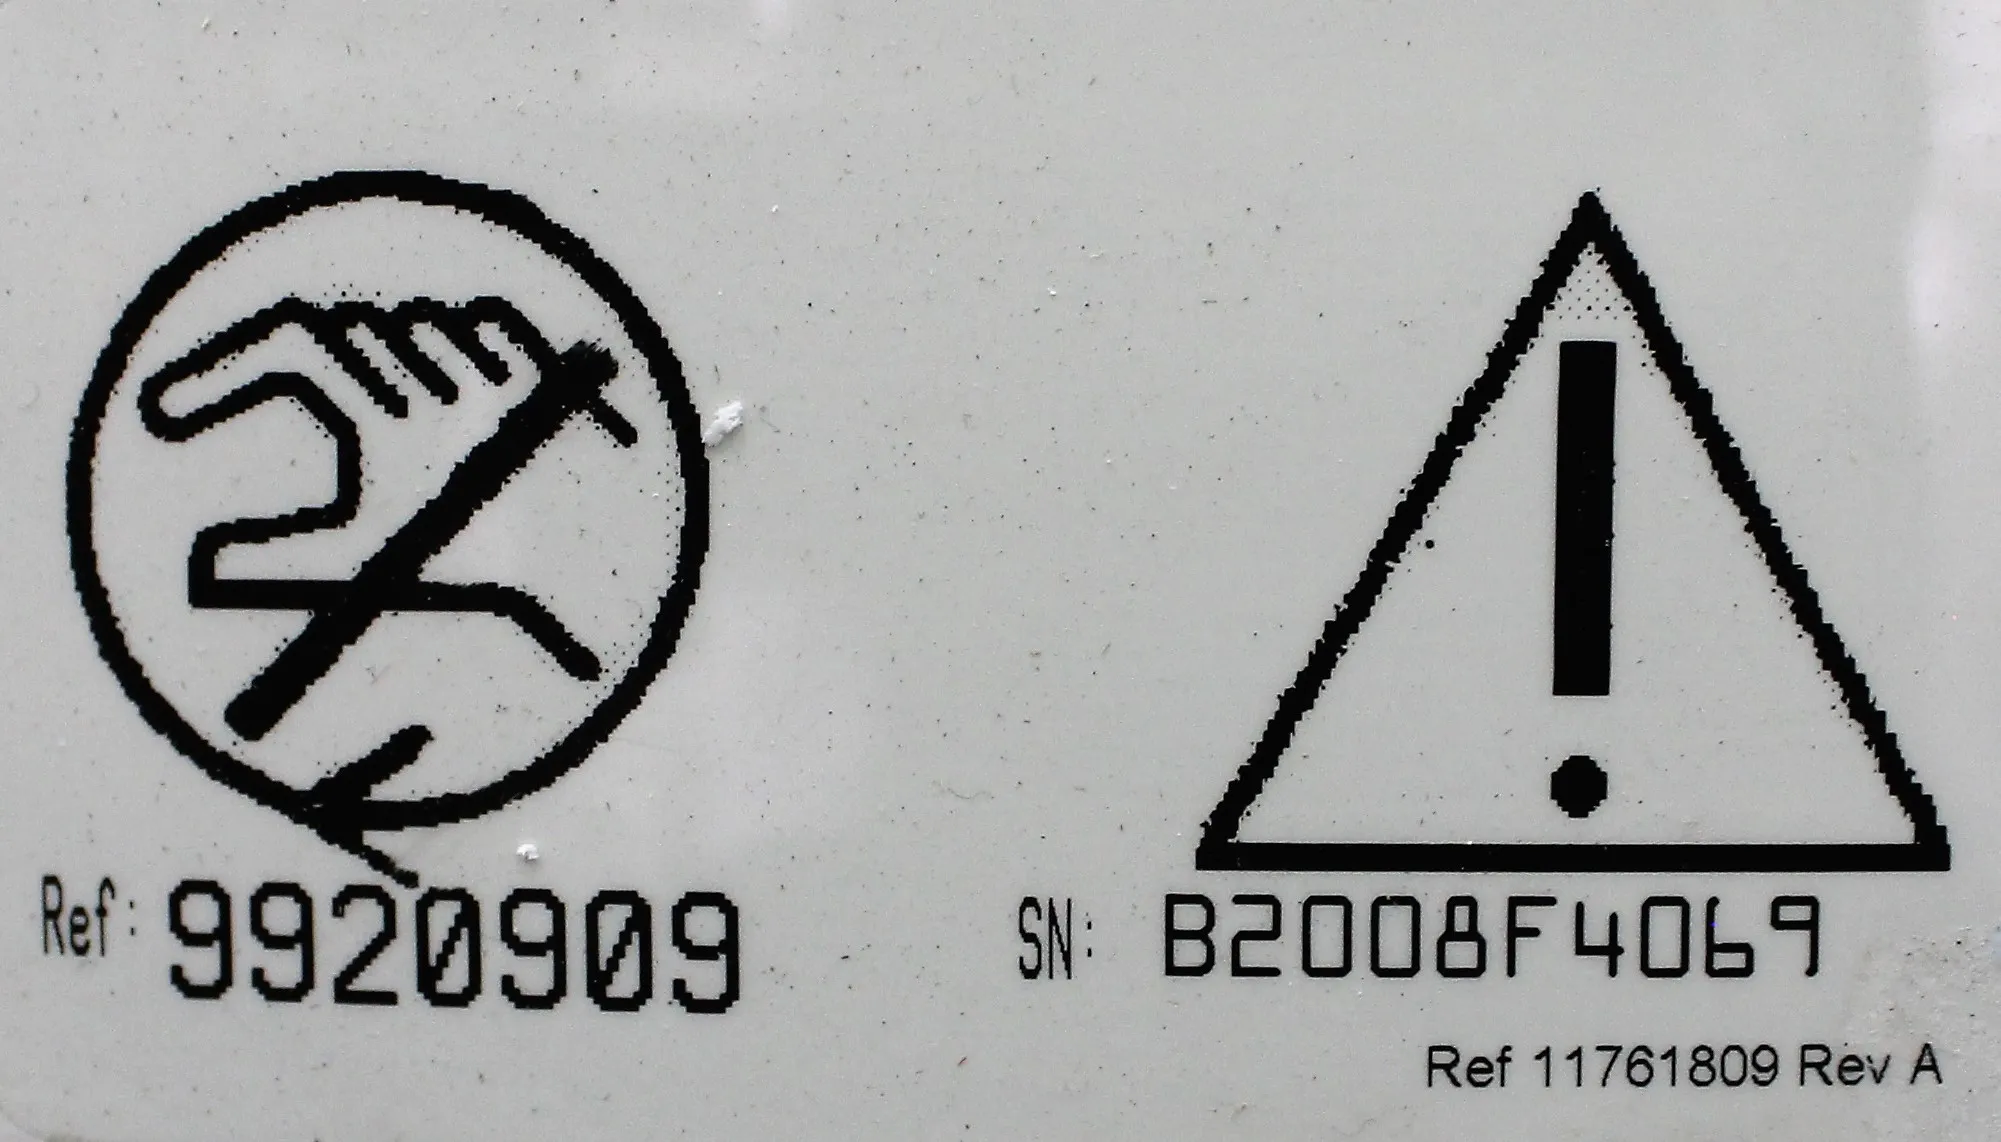 Ref: 9920909
SN: B2008F4069
Ref 11761809 Rev A